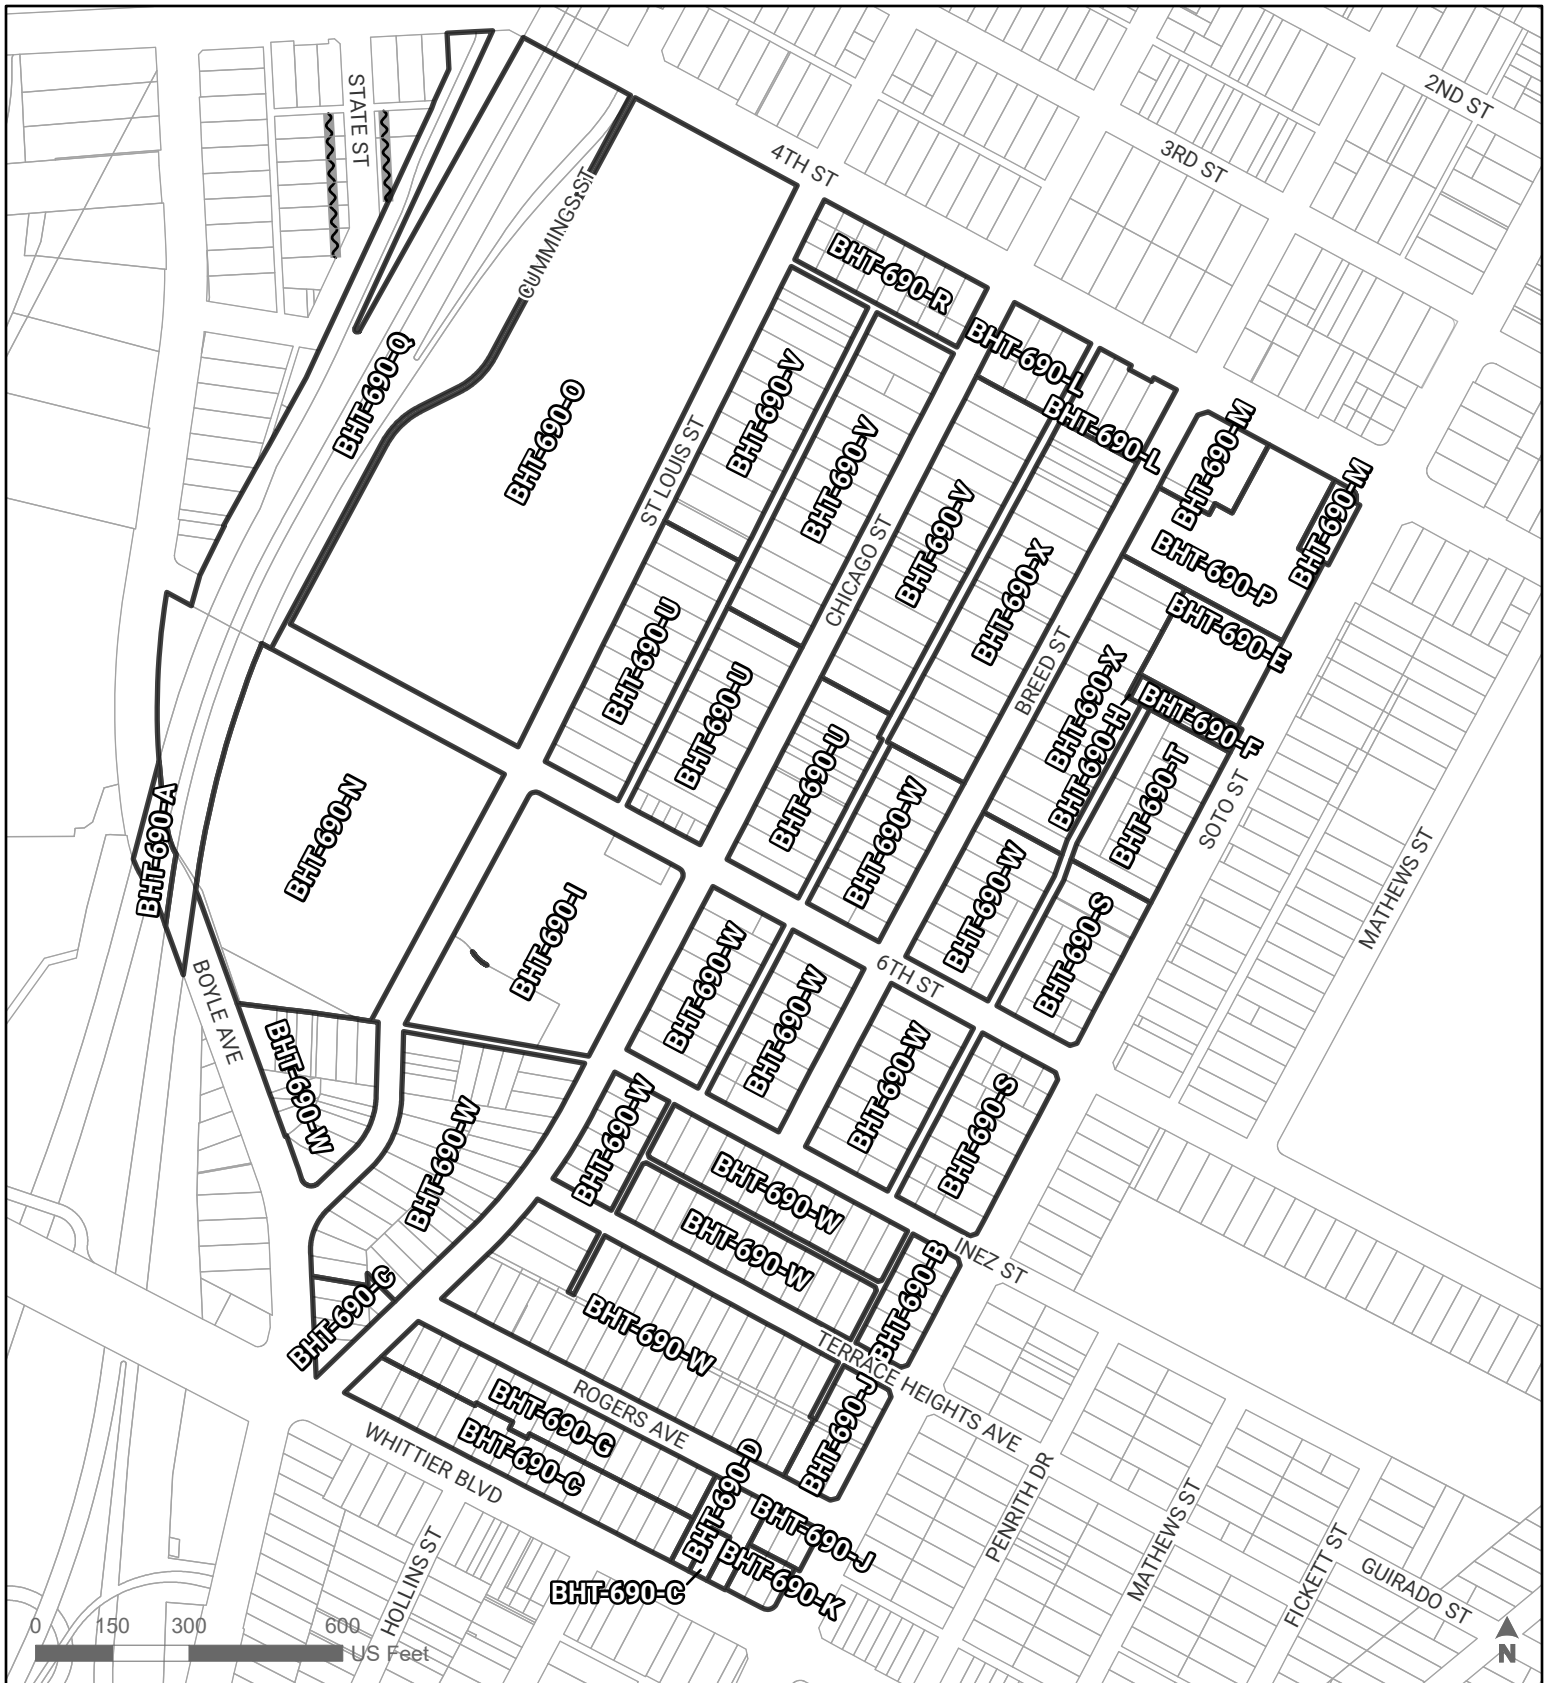 2ND ST
STATE ST
3RD ST
4TH ST
CUMMINGS ST
BHT-690-R
BHT-690-L
BHT-690-Q
BHT-690-O
BHT-690-V
BHT-690-V
BHT-690-L
BHT-690-M
BHT-690-M
ST LOUIS ST
BHT-690-V
CHICAGO ST
BHT-690-X
BHT-690-P
BHT-690-E
BHT-690-U
BHT-690-U
BREED ST
BHT-690-X
BHT-690-F
BHT-690-H
BHT-690-T
BHT-690-U
SOTO ST
BHT-690-A
BHT-690-N
BHT-690-W
BHT-690-W
MATHEWS ST
BHT-690-I
BHT-690-S
BHT-690-W
6TH ST
BHT-690-W
BOYLE AVE
BHT-690-W
BHT-690-W
BHT-690-S
BHT-690-W
BHT-690-W
BHT-690-W
BHT-690-W
INEZ ST
BHT-690-B
BHT-690-C
BHT-690-W
TERRACE HEIGHTS AVE
ROGERS AVE
BHT-690-G
BHT-690-C
BHT-690-J
WHITTIER BLVD
BHT-690-D
PENRITH DR
BHT-690-J
MATHEWS ST
HOLLINS ST
BHT-690-C
BHT-690-K
FICKETT ST
GUIRADO ST
0 150 300 600
US Feet
N